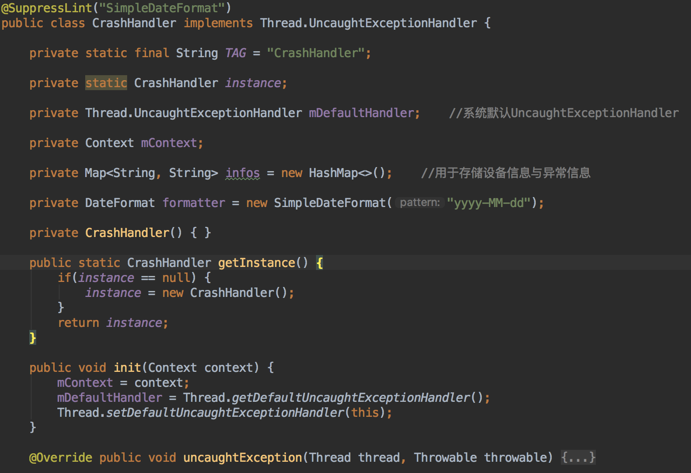 @SuppressLint("SimpleDateFormat")
public class CrashHandler implements Thread.UncaughtExceptionHandler {
private static final String TAG = "CrashHandler";
private static CrashHandler instance;
private Thread.UncaughtExceptionHandler mDefaultHandler;    //系统默认UncaughtExceptionHandler
private Context mContext;
private Map<String, String> infos = new HashMap<>();    //用于存储设备信息与异常信息
private DateFormat formatter = new SimpleDateFormat( pattern: "yyyy-MM-dd");
private CrashHandler() { }
public static CrashHandler getInstance() {
if(instance == null) {
instance = new CrashHandler();
}
return instance;
}
public void init(Context context) {
mContext = context;
mDefaultHandler = Thread.getDefaultUncaughtExceptionHandler();
Thread.setDefaultUncaughtExceptionHandler(this);
}
@Override public void uncaughtException(Thread thread, Throwable throwable) {...}